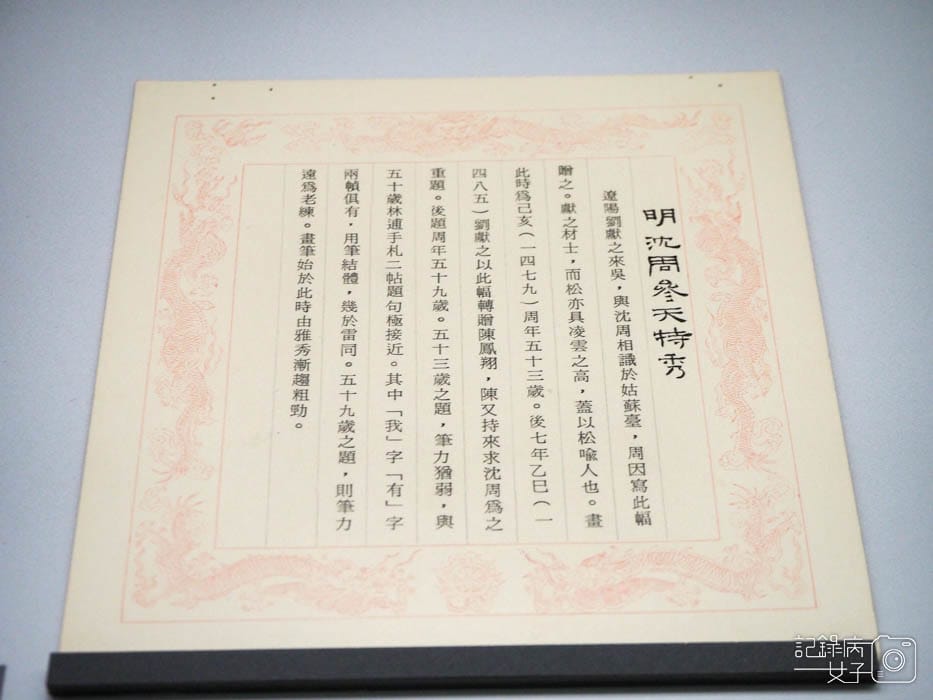 明沈周參天特秀
遼陽劉獻之來吳，與沈周相識於姑蘇臺，周因寫此幅
贈之。獻之材士，而松亦具凌雲之高，蓋以松喻人也。畫
此時為己亥（一四七九）周年五十三歲。後七年乙巳（一
四八五）劉獻之以此幅轉贈陳鳳翔，陳又持來求沈周為之
重題。後題周年五十九歲。五十三歲之題，筆力猶弱，與
五十歲林逋手札二帖題句極接近。其中「我」字「有」字
兩幀俱有，用筆結體，幾於雷同。五十九歲之題，則筆力
遠為老練。畫筆始於此時由雅秀漸趨粗勁。
記錄病
女子